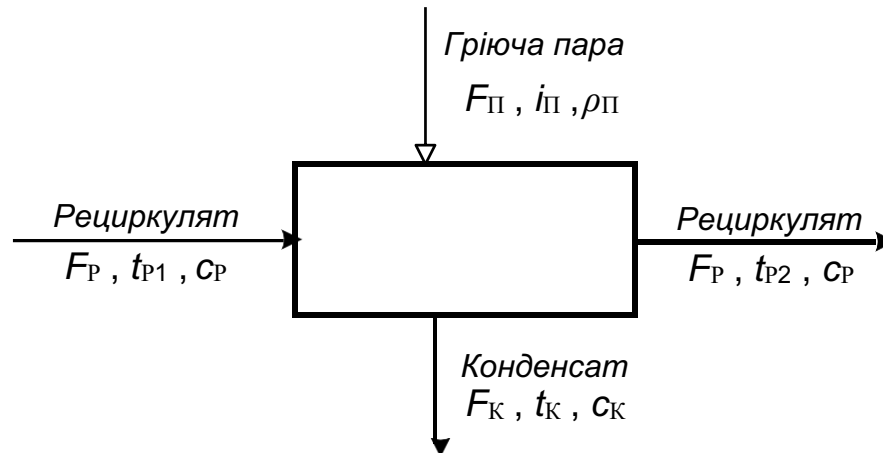 Гріюча пара
FП , iП ,ρП
Рециркулят
FР , tР1 , cР
Рециркулят
FР , tР2 , cР
Конденсат
FК , tК , cК